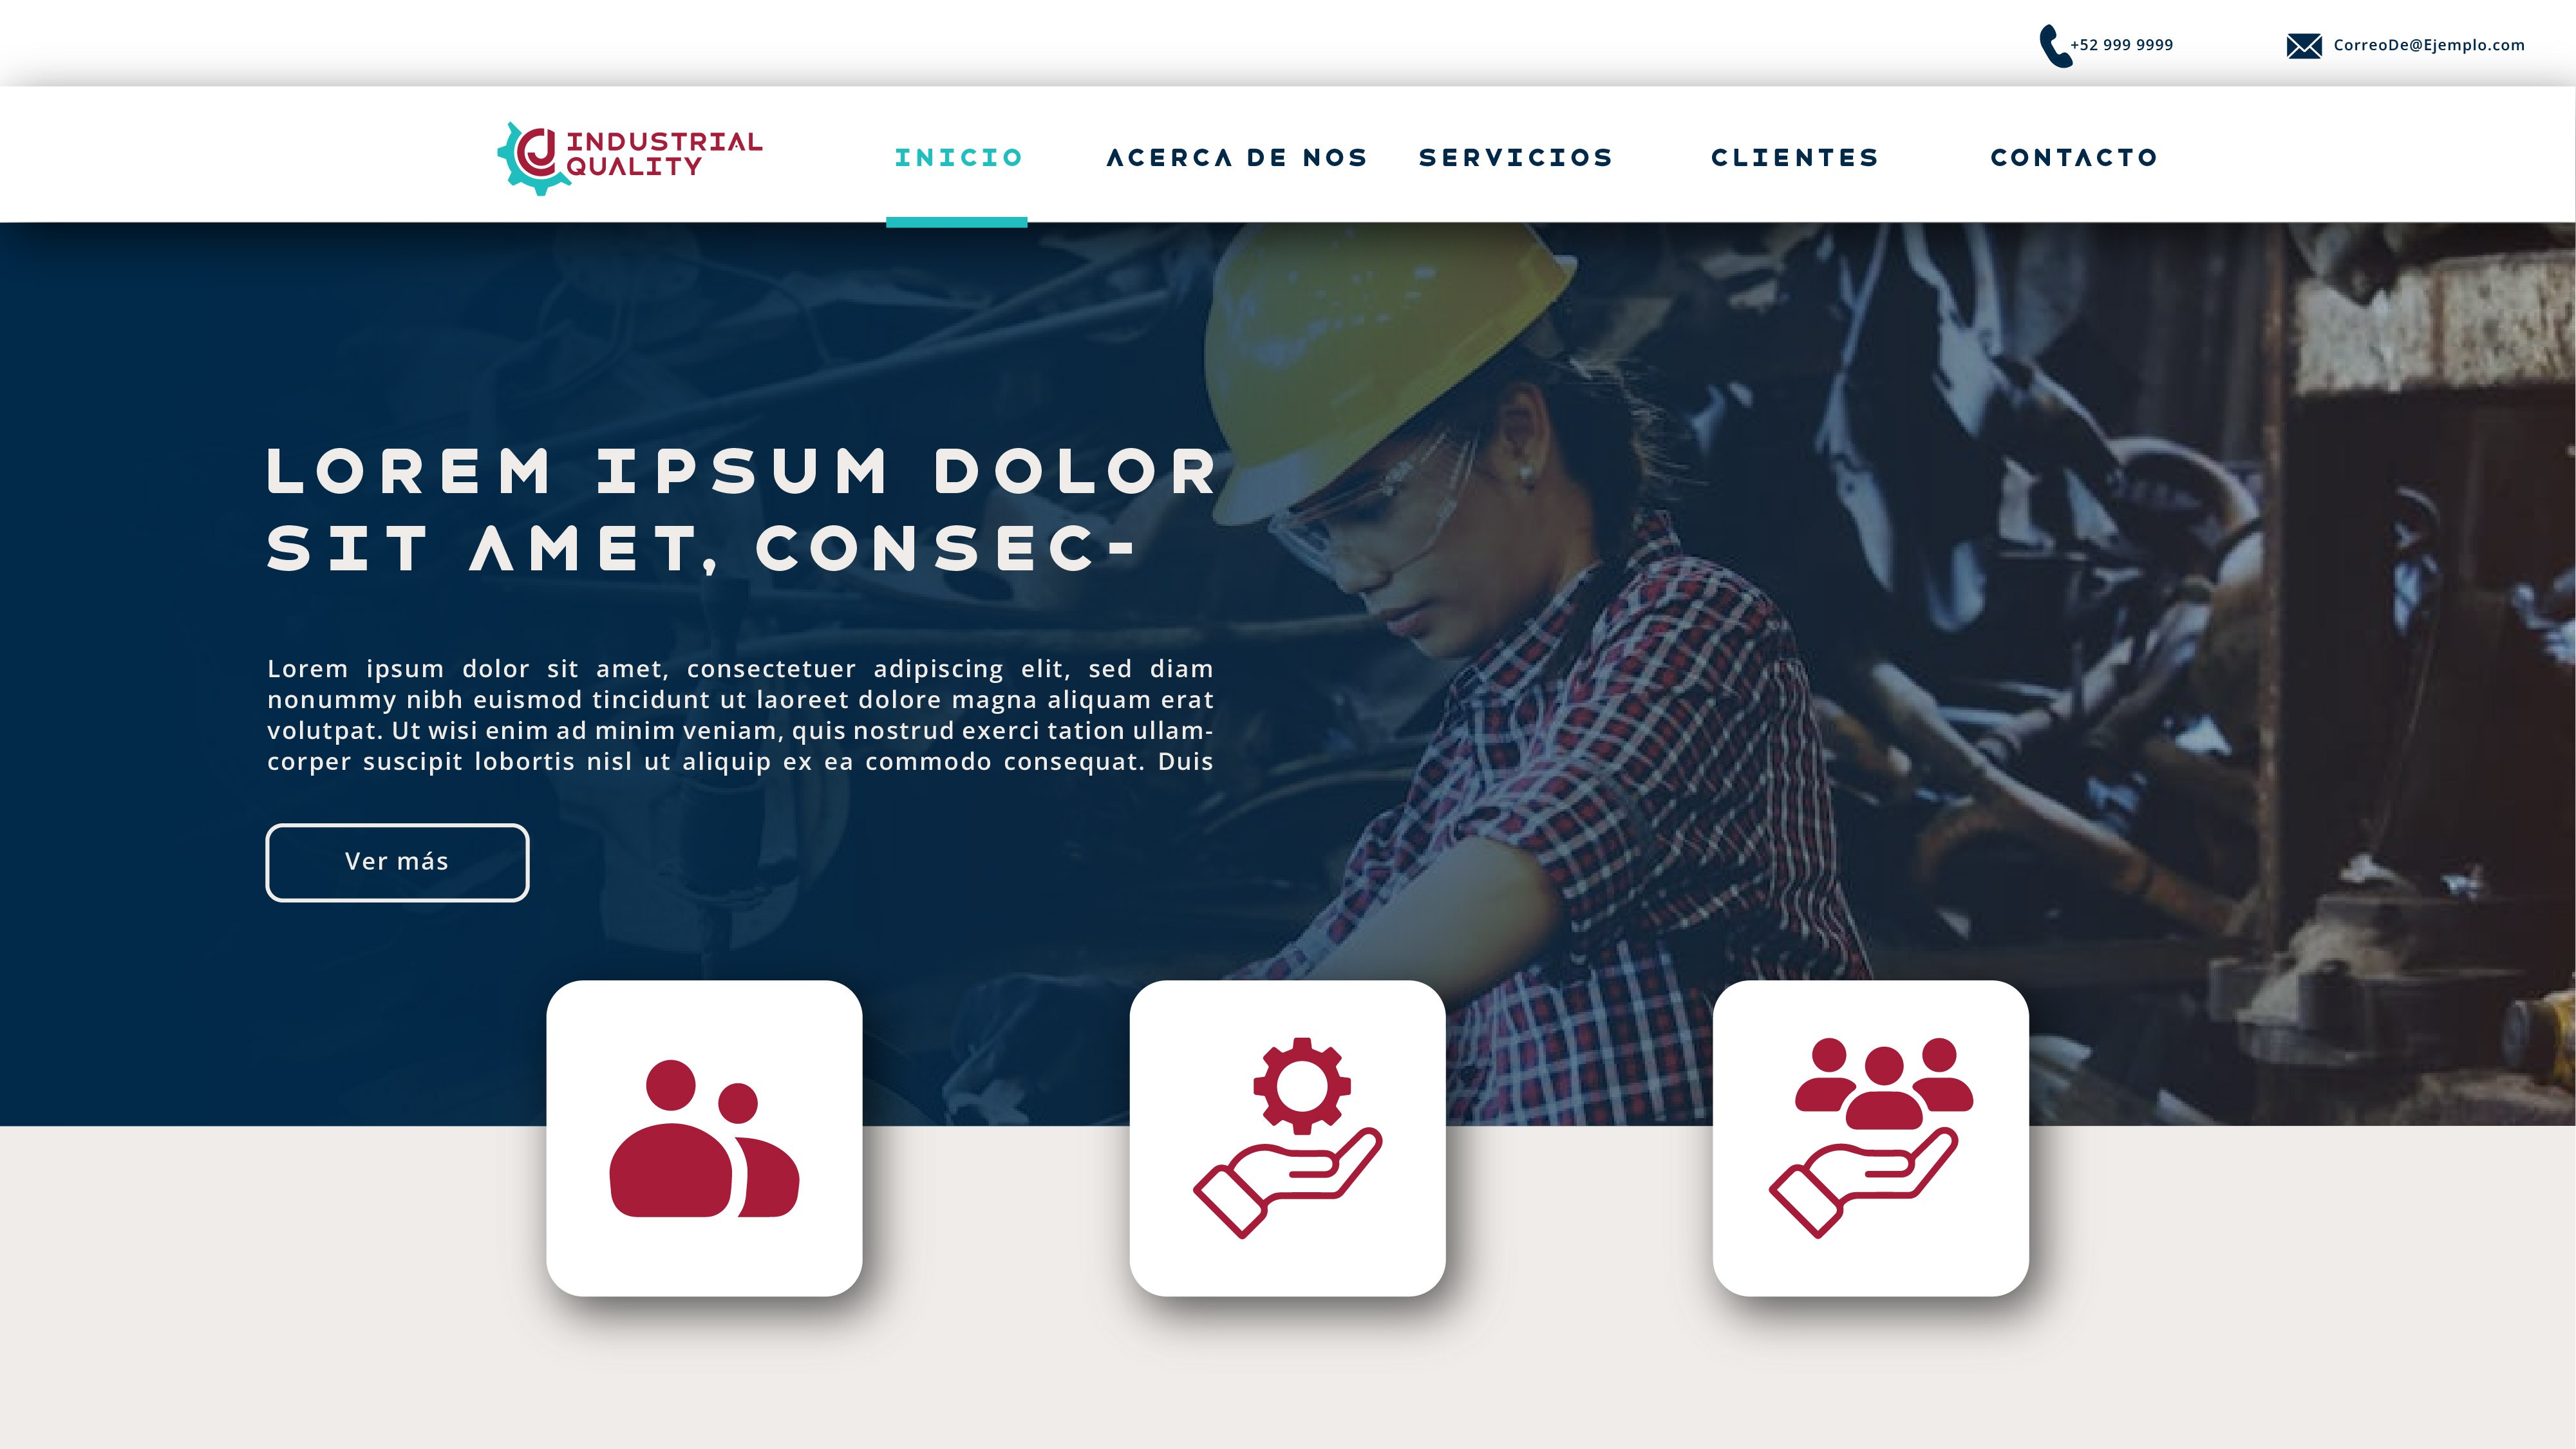 +52 999 9999
CorreoDe@Ejemplo.com
INDUSTRIAL
QUALITY
INICIO
ACERCA DE NOS
SERVICIOS
CLIENTES
CONTACTO
LOREM IPSUM DOLOR
SIT AMET, CONSEC-
Lorem ipsum dolor sit amet, consectetuer adipiscing elit, sed diam
nonummy nibh euismod tincidunt ut laoreet dolore magna aliquam erat
volutpat. Ut wisi enim ad minim veniam, quis nostrud exerci tation ullam-
corper suscipit lobortis nisl ut aliquip ex ea commodo consequat. Duis
Ver más